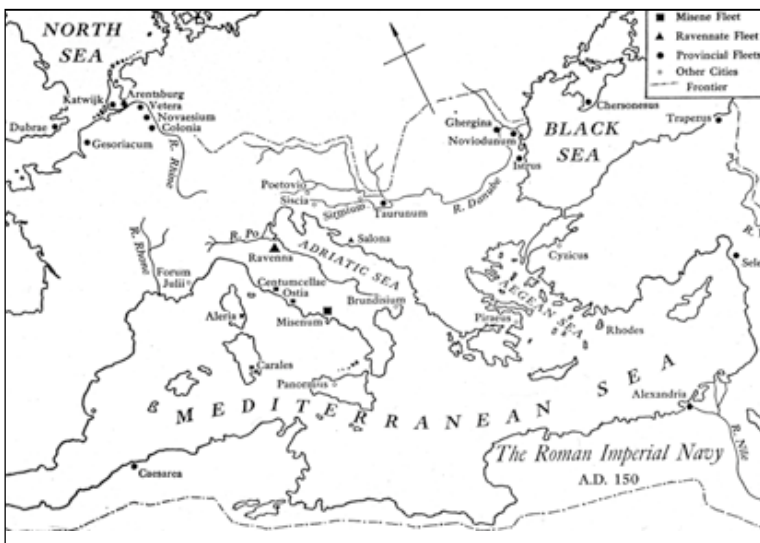 NORTH
SEA
Misene Fleet
Ravennate Fleet
Provincial Fleets
Other Cities
Frontier
Katwijk
Arentsburg
Vetera
Novaesium
Colonia
Dubrae
Gesoriacum
R. Rhine
Ghergina
Noviodunum
Istrus
Chersonesus
BLACK
SEA
Trapezus
Poetovio
Siscia
Sirmium
Taurunum
R. Danube
R. Rhone
R. Po
Ravenna
Salona
ADRIATIC SEA
Cyzicus
Forum
Julii
Centumcellae
Ostia
Brundisium
AEGEAN SEA
Aleria
Misenum
Piraeus
Rhodes
Sele
Carales
Panormus
Alexandria
MEDITERRANEAN SEA
R. Nile
Caesarea
The Roman Imperial Navy
A.D. 150